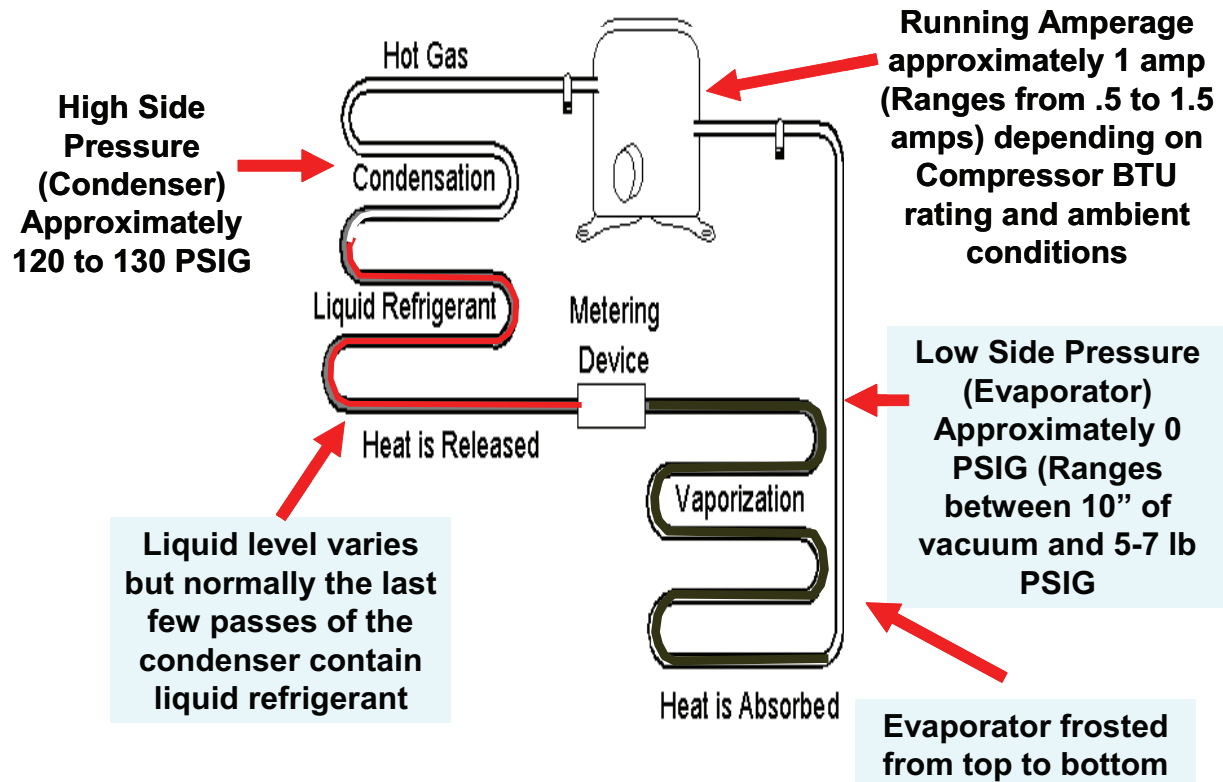 Hot Gas
Running Amperage
approximately 1 amp
(Ranges from .5 to 1.5
amps) depending on
Compressor BTU
rating and ambient
conditions
High Side
Pressure
(Condenser)
Approximately
120 to 130 PSIG
Condensation
Liquid Refrigerant
Metering
Device
Heat is Released
Low Side Pressure
(Evaporator)
Approximately 0
PSIG (Ranges
between 10” of
vacuum and 5-7 lb
PSIG
Vaporization
Liquid level varies
but normally the last
few passes of the
condenser contain
liquid refrigerant
Heat is Absorbed
Evaporator frosted
from top to bottom